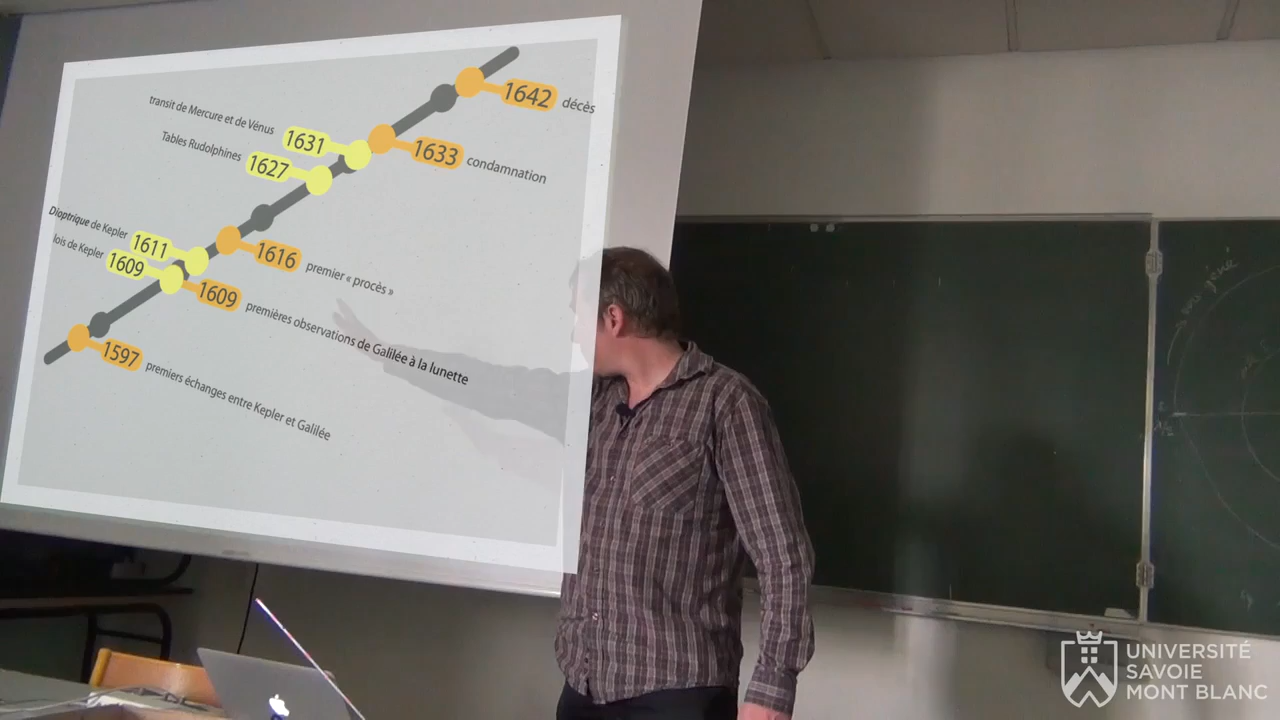 1642 décès
transit de Mercure et de Vénus 1631
1633 condamnation
Tables Rudolphines 1627
Dioptrique de Kepler 1611
1616 premier « procès »
lois de Kepler 1609
1609 premières observations de Galilée à la lunette
1597 premiers échanges entre Kepler et Galilée
UNIVERSITÉ
SAVOIE
MONT BLANC